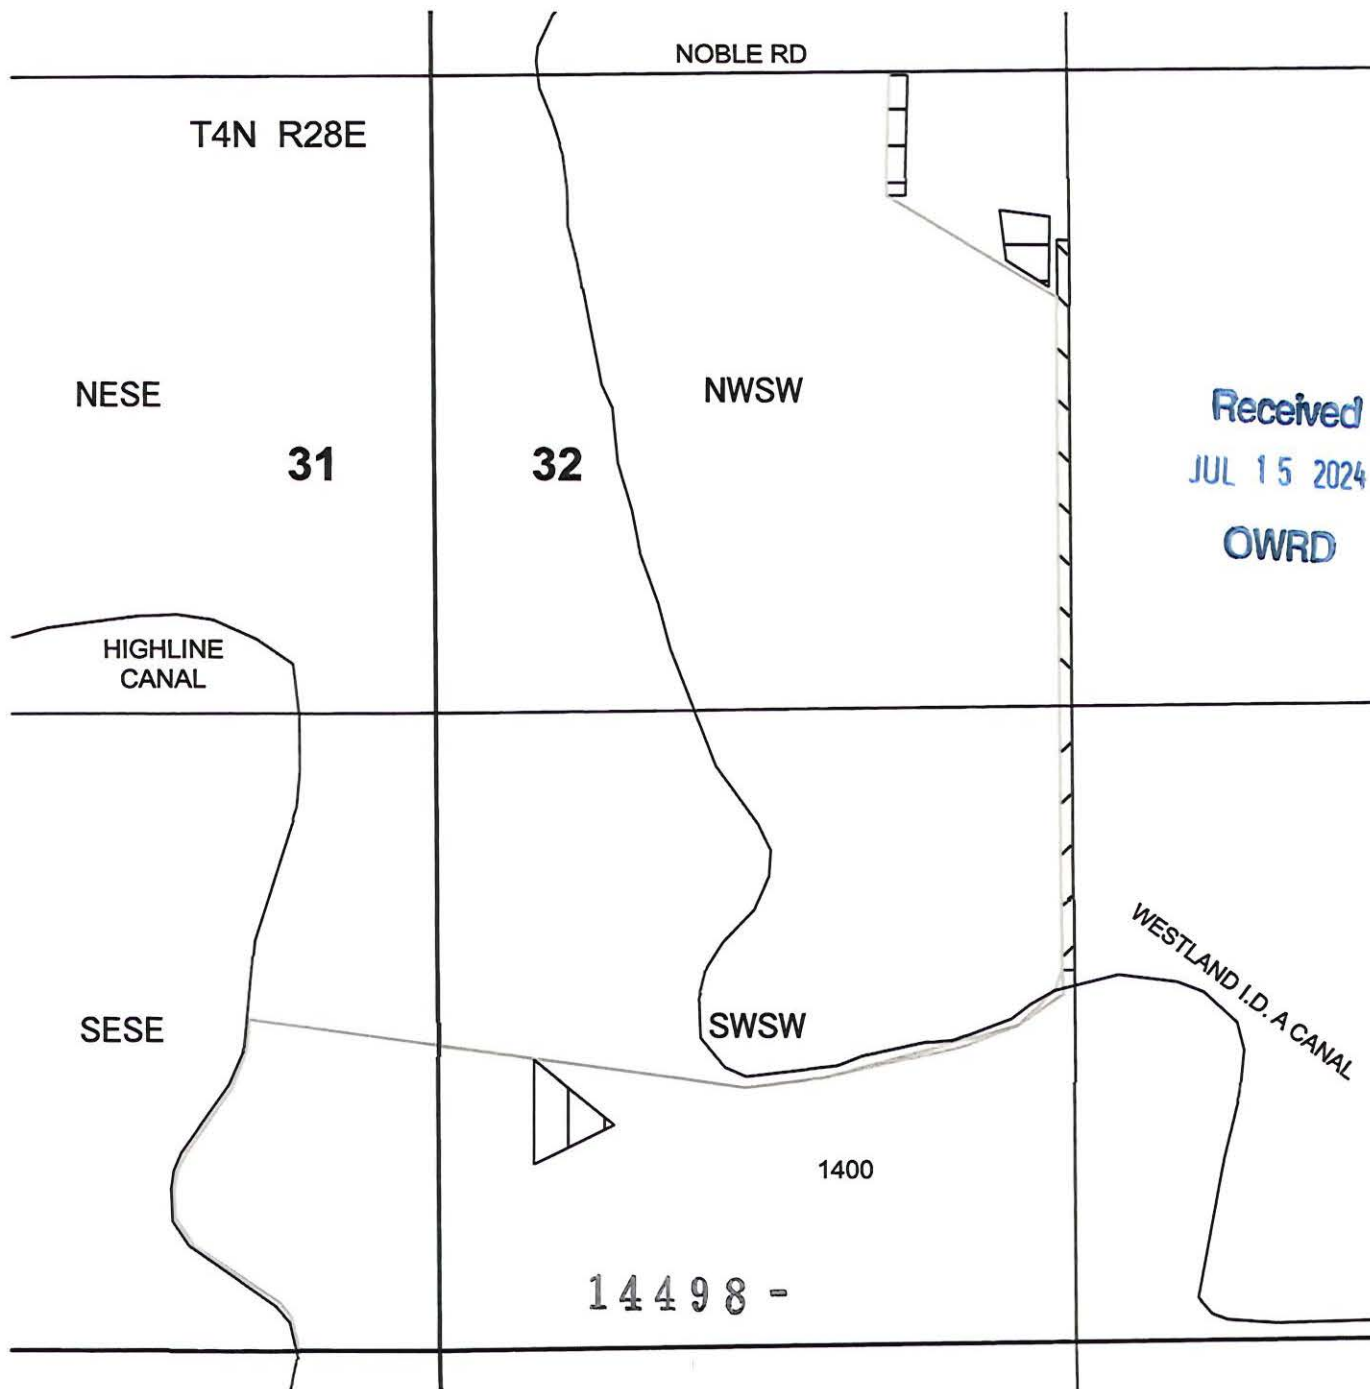 NOBLE RD
T4N R28E
NESE
NWSW
Received
31
32
JUL 15 2024
OWRD
HIGHLINE
CANAL
WESTLAND I.D. A CANAL
SESE
SWSW
1400
14498 -